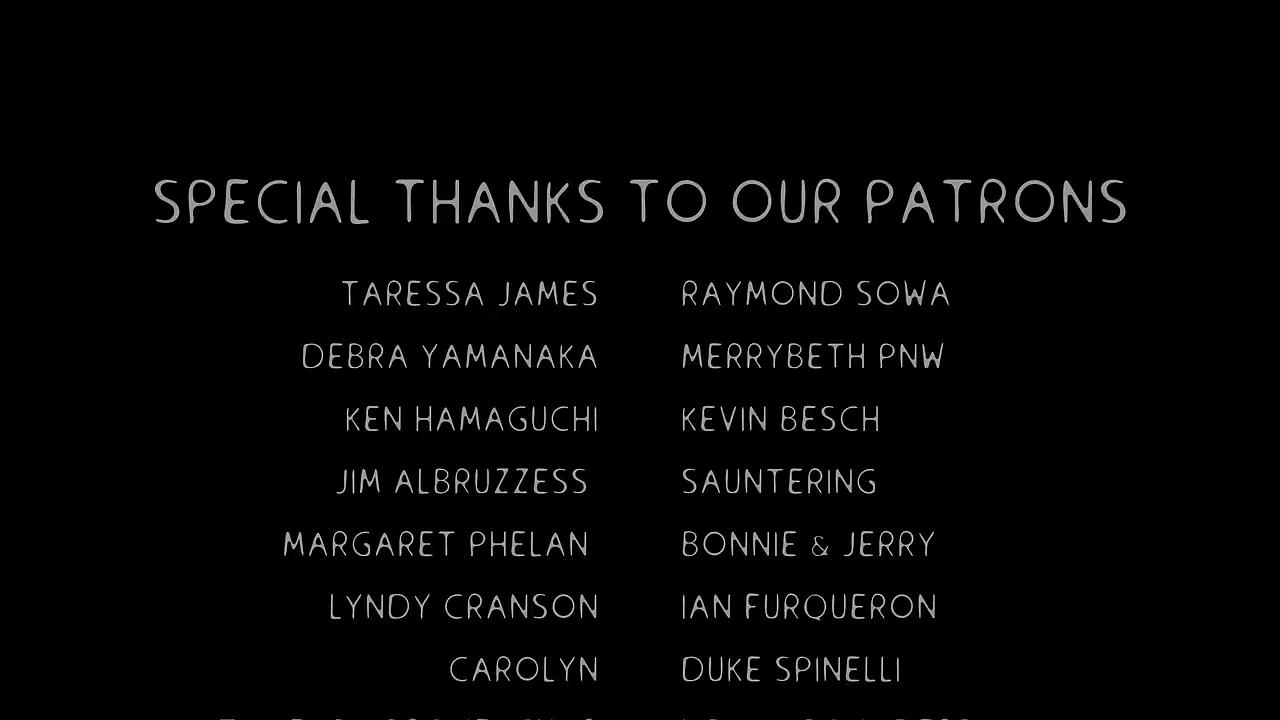 SPECIAL THANKS TO OUR PATRONS
TARESSA JAMES RAYMOND SOWA
DEBRA YAMANAKA MERRYBETH PNW
KEN HAMAGUCHI KEVIN BESCH
JIM ALBRUZZESS SAUNTERING
MARGARET PHELAN BONNIE & JERRY
LYNDY CRANSON IAN FURQUERON
CAROLYN DUKE SPINELLI